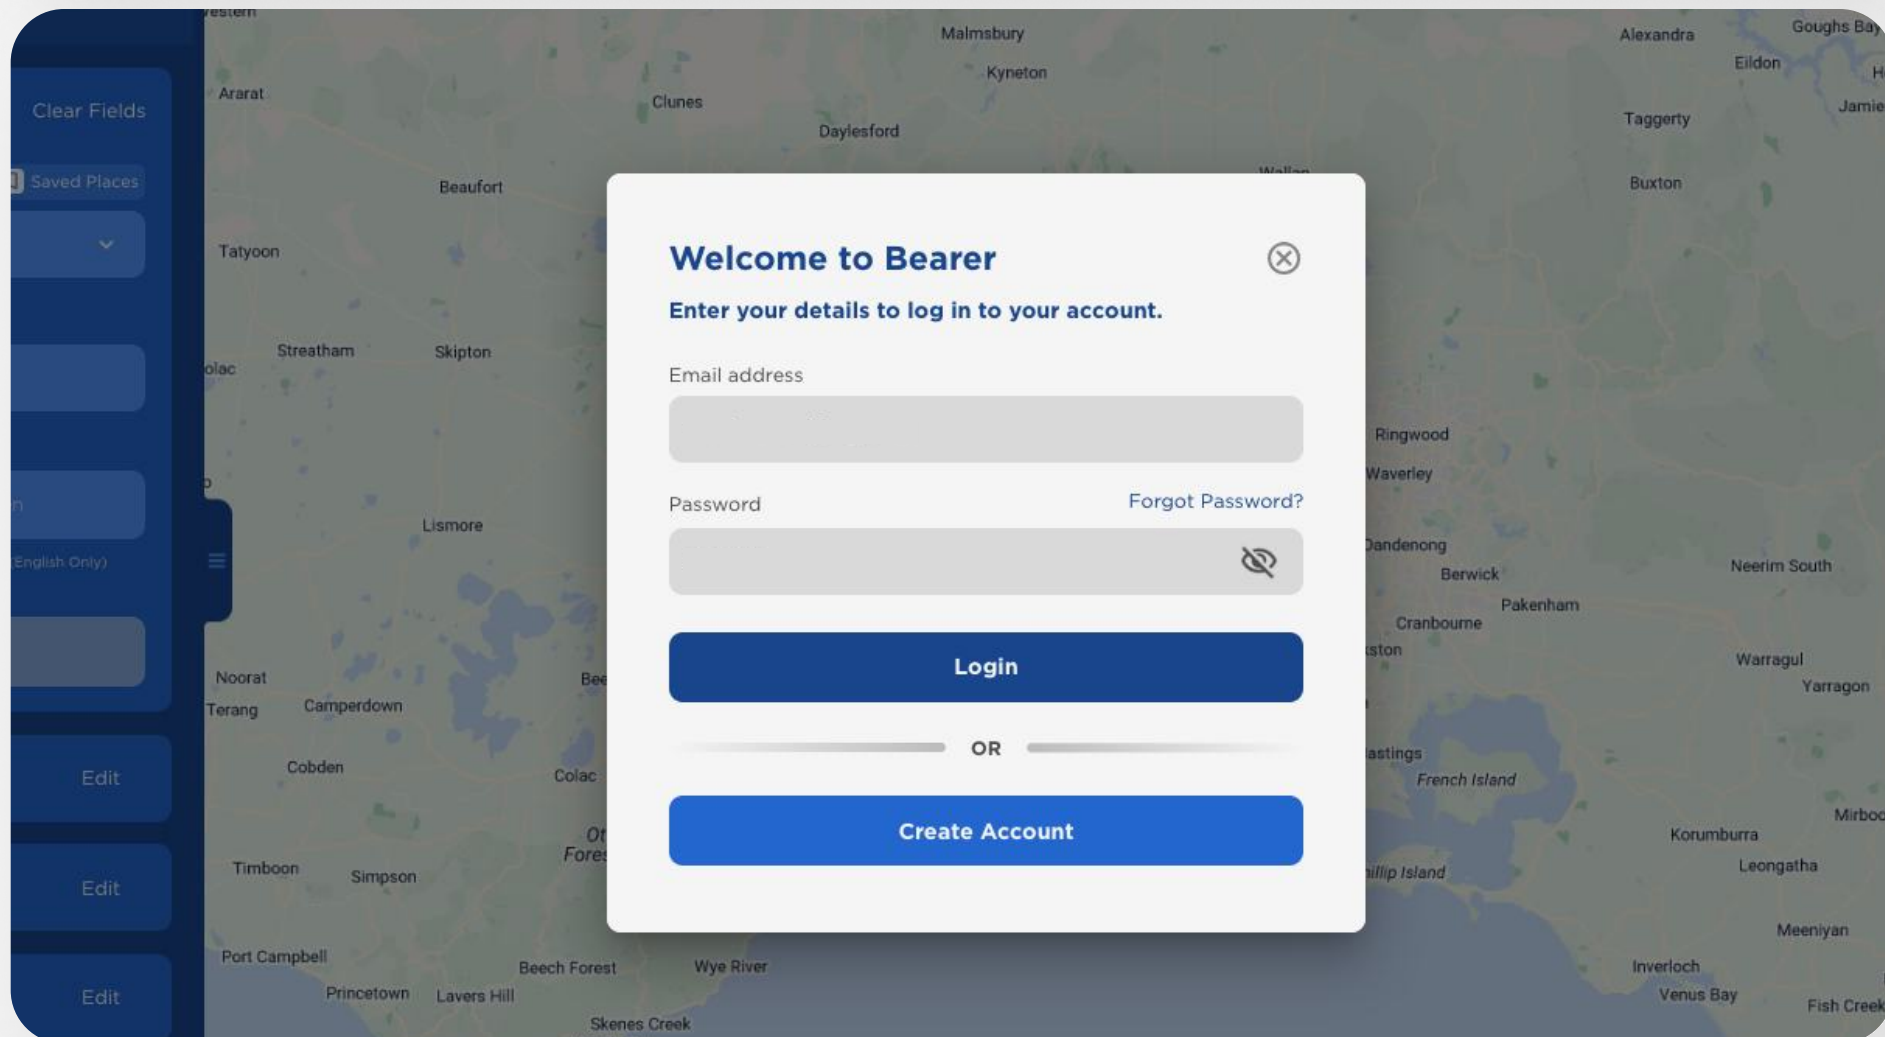 Malmsbury
Alexandra
Goughs Bay
Kyneton
Eildon
Ararat
Clunes
Clear Fields
Daylesford
Taggerty
Saved Places
Beaufort
Buxton
Tatyoon
Welcome to Bearer
Enter your details to log in to your account.
Streatham
Skipton
Email address
Ringwood
Waverley
Password
Forgot Password?
Lismore
Dandenong
(English Only)
Berwick
Neerim South
Pakenham
Cranbourne
Login
Warragul
Noorat
Yarragon
Terang
Camperdown
OR
Cobden
Colac
Edit
French Island
Create Account
Korumburra
Timboon
Simpson
Leongatha
Edit
Meeniyan
Port Campbell
Beech Forest
Wye River
Inverloch
Princetown
Lavers Hill
Venus Bay
Edit
Fish Creek
Skenes Creek